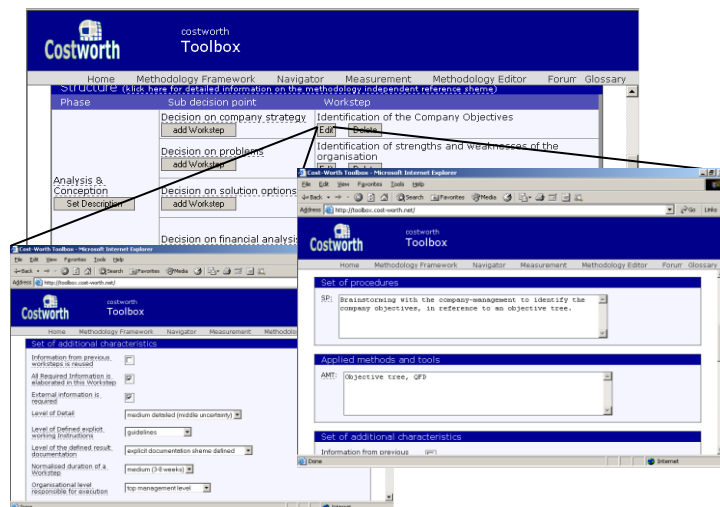 costworth
Costworth
Toolbox
Home Methodology Framework Navigator Measurement Methodology Editor Forum Glossary
Structure (klick here for detailed information on the methodology independent reference sheme)
Phase Sub decision point Workstep
Decision on company strategy Identification of the Company Objectives
add Workstep Edit Delete
Decision on problems Identification of strengths and weaknesses of the
organisation
add Workstep
Analysis &
Conception
Set Description
Decision on solution options
add Workstep
Decision on financial analysis
Cost-Worth Toolbox - Microsoft Internet Explorer
File Edit View Favorites Tools Help
Back Search Favorites Media
Address http://toolbox.cost-worth.net/
costworth
Costworth
Toolbox
Home Methodology Framework Navigator Measurement Methodolo
Set of additional characteristics
Information from previous
worksteps is reused
All Required Information is
elaborated in this Workstep
External information is
required
Level of Detail medium detailed (middle uncertainty)
Level of Defined explicit
working Instructions guidelines
Level of the defined result
documentation explicit documentation sheme defined
Normalised duration of a
Workstep medium (3-8 weeks)
Organisational level
responsible for execution top management level
Done Internet
Cost-Worth Toolbox - Microsoft Internet Explorer
File Edit View Favorites Tools Help
Back Search Favorites Media
Address http://toolbox.cost-worth.net/ Go Links
costworth
Costworth
Toolbox
Home Methodology Framework Navigator Measurement Methodology Editor Forum Glossary
Set of procedures
SP: Brainstorming with the company-management to identify the
company objectives, in reference to an objective tree.
Applied methods and tools
AMT: Objective tree, QFD
Set of additional characteristics
Information from previous
Done Internet